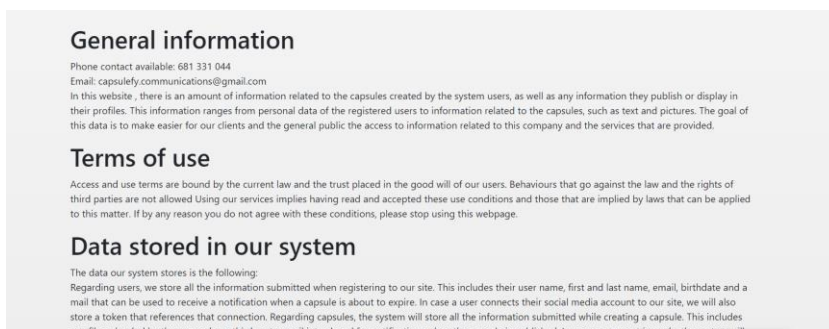 General information
Phone contact available: 681 331 044
Email: capsulefy.communications@gmail.com
In this website , there is an amount of information related to the capsules created by the system users, as well as any information they publish or display in
their profiles. This information ranges from personal data of the registered users to information related to the capsules, such as text and pictures. The goal of
this data is to make easier for our clients and the general public the access to information related to this company and the services that are provided.
Terms of use
Access and use terms are bound by the current law and the trust placed in the good will of our users. Behaviours that go against the law and the rights of
third parties are not allowed Using our services implies having read and accepted these use conditions and those that are implied by laws that can be applied
to this matter. If by any reason you do not agree with these conditions, please stop using this webpage.
Data stored in our system
The data our system stores is the following:
Regarding users, we store all the information submitted when registering to our site. This includes their user name, first and last name, email, birthdate and a
mail that can be used to receive a notification when a capsule is about to expire. In case a user connects their social media account to our site, we will also
store a token that references that connection. Regarding capsules, the system will store all the information submitted while creating a capsule. This includes